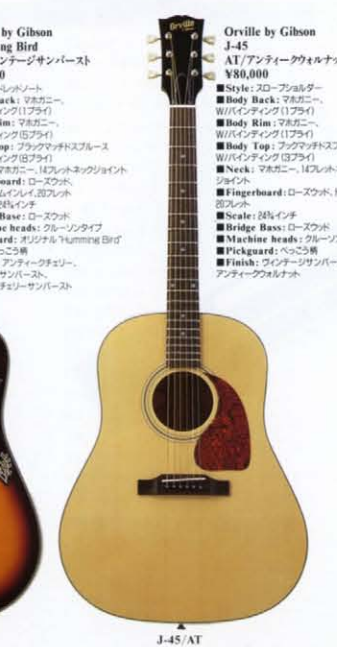 by Gibson
ng Bird
ンテージサンバースト
0
レッドノート
ack: マホガニー、
ング(1プライ)
im: マホガニー、
ング(5プライ)
op: ブラックマッチドスプルース
ング(8プライ)
マホガニー、14フレットネックジョイント
oard: ローズウッド、
ムインレイ、20フレット
24¾インチ
Base: ローズウッド
e heads: クルーソンタイプ
ard: オリジナル"Humming Bird"
っこう柄
アンティークチェリー、
サンバースト、
チェリーサンバースト
Orville
Orville by Gibson
J-45
AT/アンティークウォルナッ
¥80,000
■Style: スロープショルダー
■Body Back: マホガニー、
W/バインディング(1プライ)
■Body Rim: マホガニー、
W/バインディング(1プライ)
■Body Top: ブックマッチドスプ
W/バインディング(3プライ)
■Neck: マホガニー、14フレット
ジョイント
■Fingerboard: ローズウッド、
20フレット
■Scale: 24¾インチ
■Bridge Bass: ローズウッド
■Machine heads: クルーソ
■Pickguard: べっこう柄
■Finish: ヴィンテージサンバー
アンティークウォルナット
J-45/AT